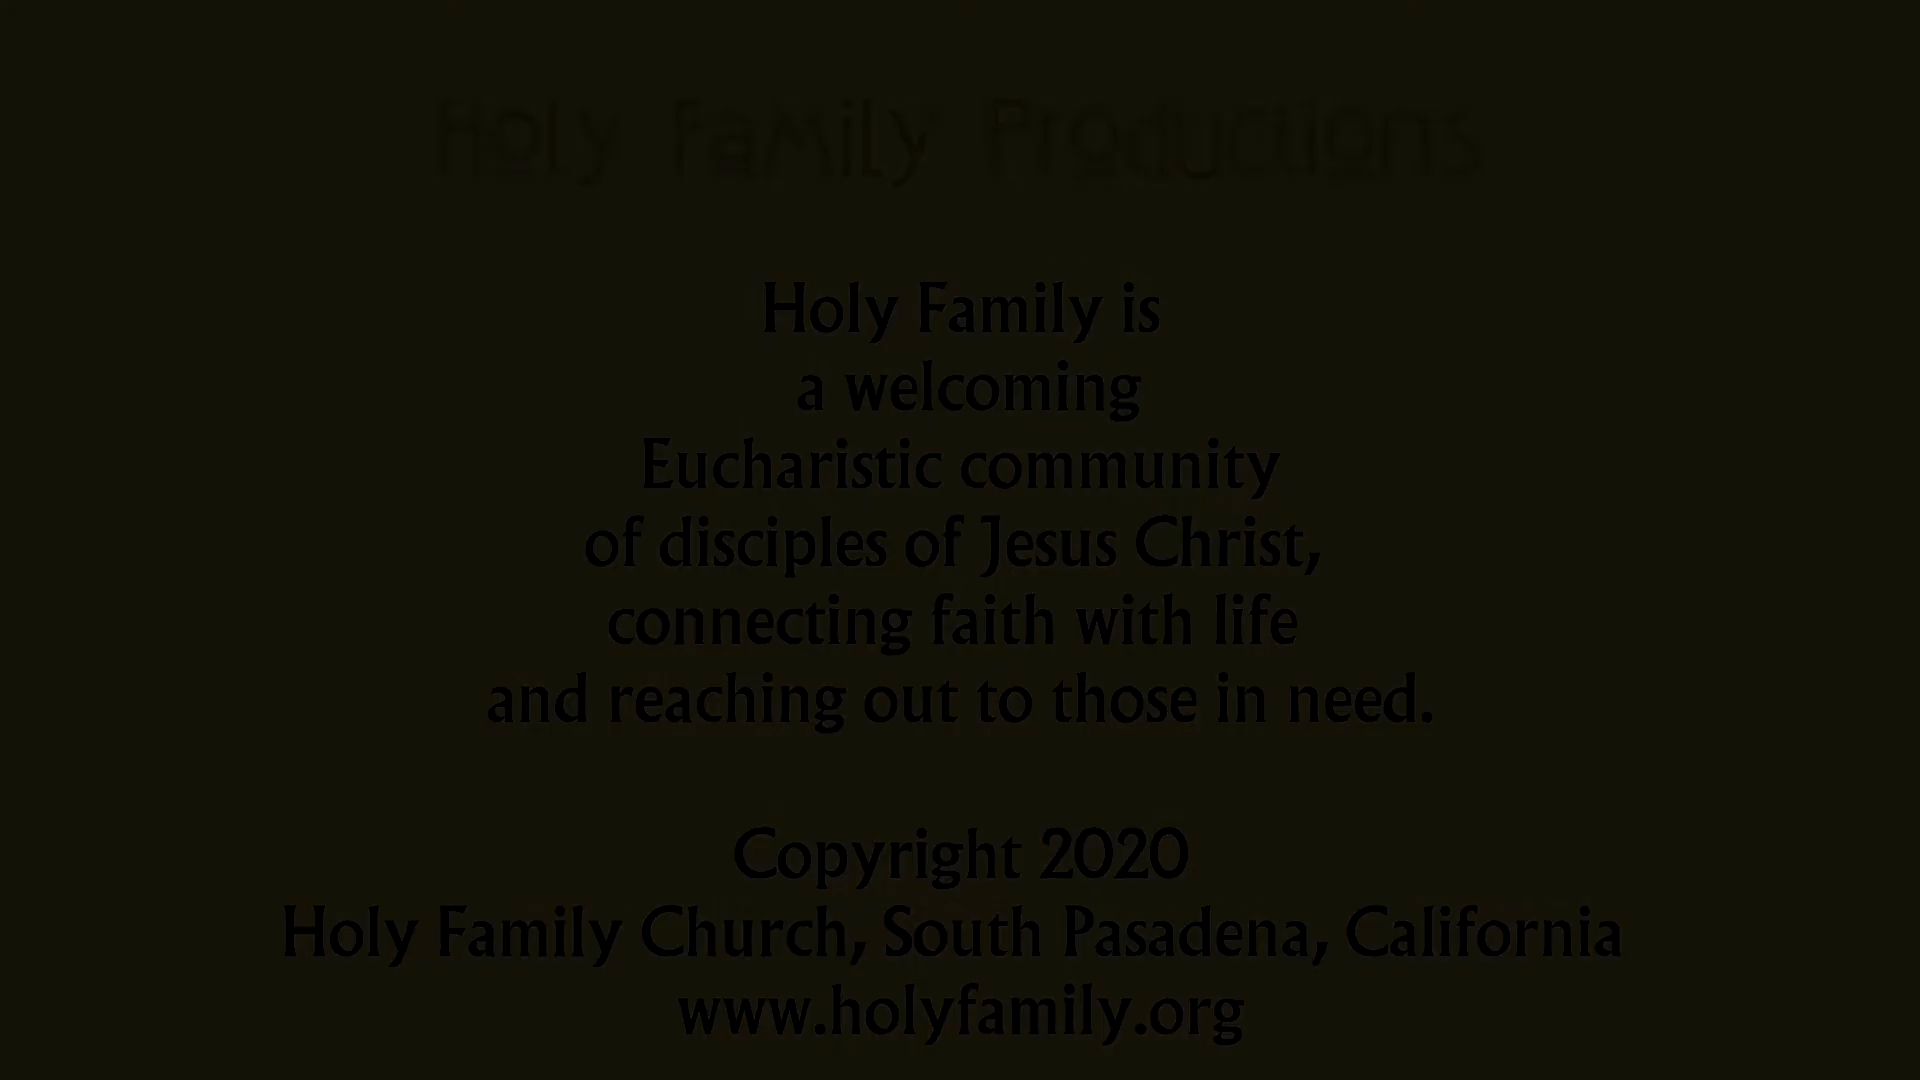 Holy Family Productions
Holy Family is
a welcoming
Eucharistic community
of disciples of Jesus Christ,
connecting faith with life
and reaching out to those in need.
Copyright 2020
Holy Family Church, South Pasadena, California
www.holyfamily.org